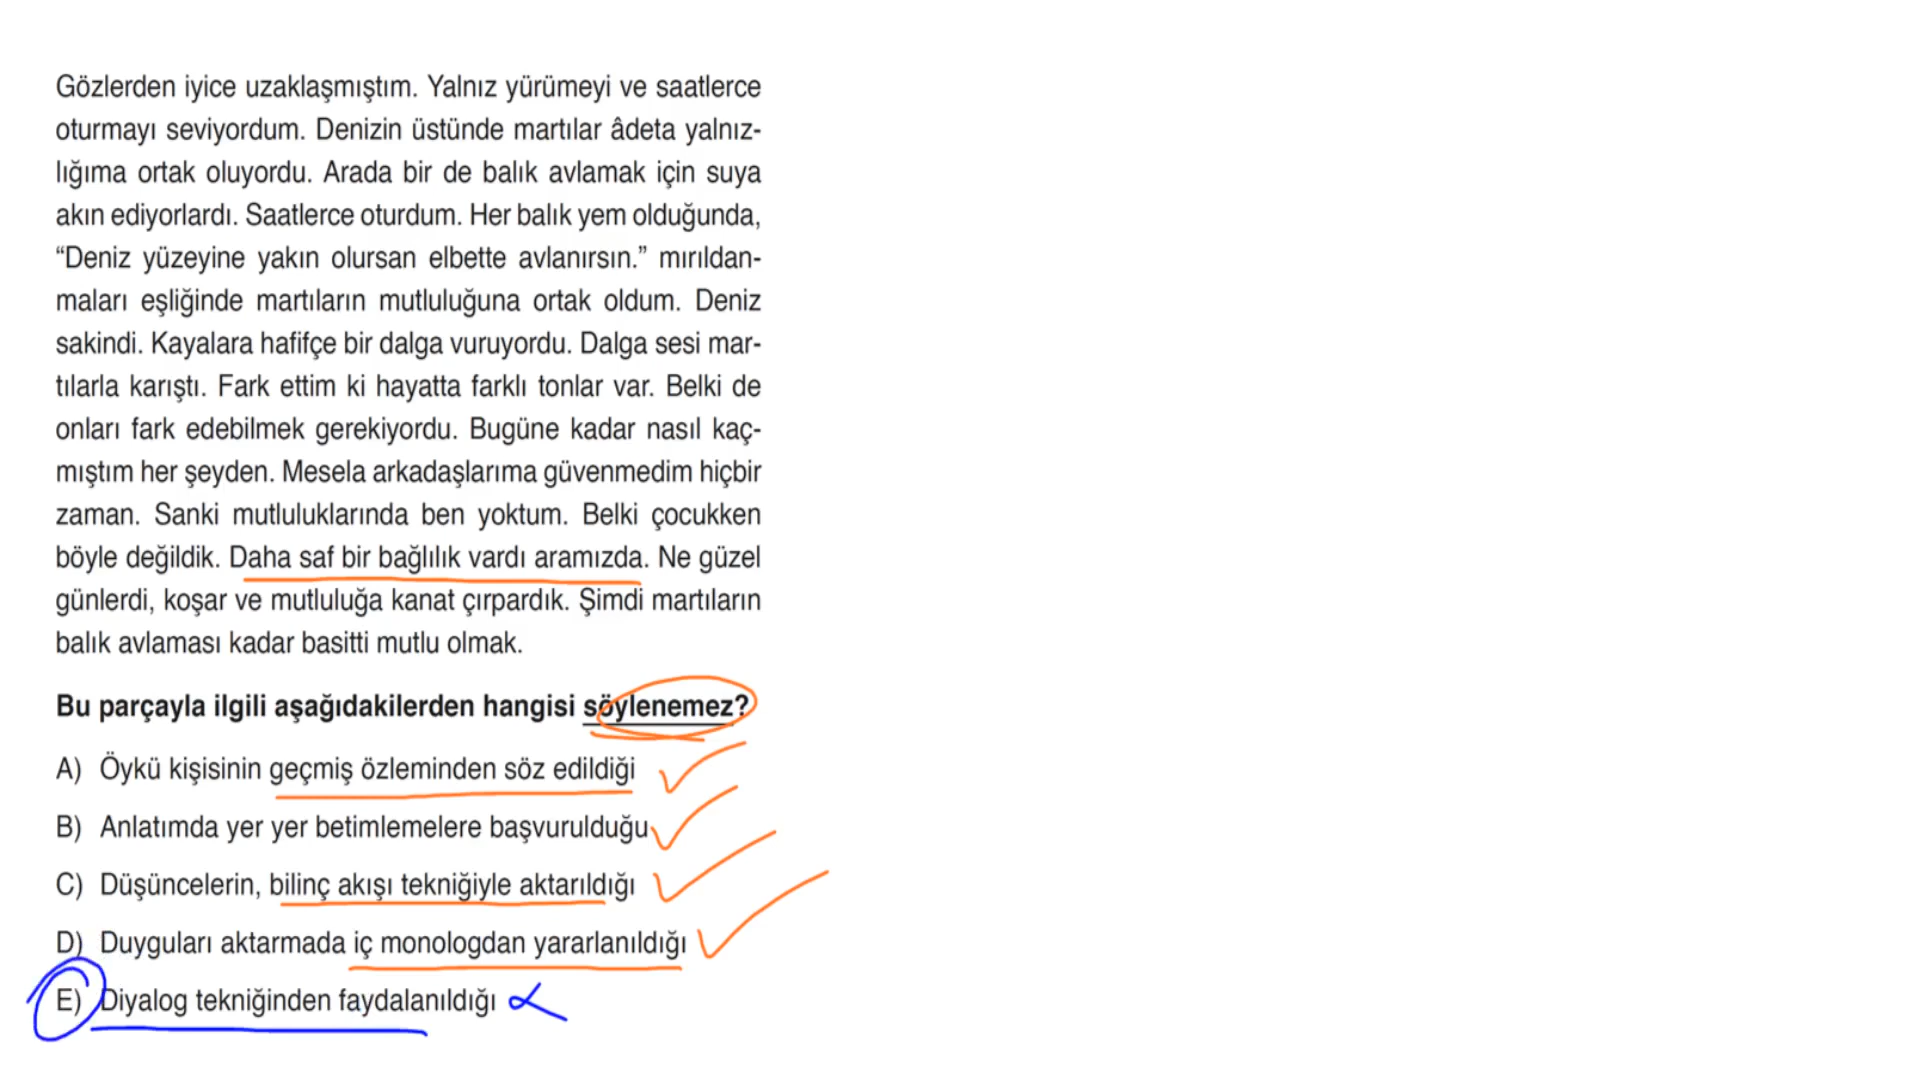 Gözlerden iyice uzaklaşmıştım. Yalnız yürümeyi ve saatlerce
oturmayı seviyordum. Denizin üstünde martılar âdeta yalnız-
lığıma ortak oluyordu. Arada bir de balık avlamak için suya
akın ediyorlardı. Saatlerce oturdum. Her balık yem olduğunda,
“Deniz yüzeyine yakın olursan elbette avlanırsın.” mırıldan-
maları eşliğinde martıların mutluluğuna ortak oldum. Deniz
sakindi. Kayalara hafifçe bir dalga vuruyordu. Dalga sesi mar-
tılarla karıştı. Fark ettim ki hayatta farklı tonlar var. Belki de
onları fark edebilmek gerekiyordu. Bugüne kadar nasıl kaç-
mıştım her şeyden. Mesela arkadaşlarıma güvenmedim hiçbir
zaman. Sanki mutluluklarında ben yoktum. Belki çocukken
böyle değildik. Daha saf bir bağlılık vardı aramızda. Ne güzel
günlerdi, koşar ve mutluluğa kanat çırpardık. Şimdi martıların
balık avlaması kadar basitti mutlu olmak.
Bu parçayla ilgili aşağıdakilerden hangisi söylenemez?
A) Öykü kişisinin geçmiş özleminden söz edildiği
B) Anlatımda yer yer betimlemelere başvurulduğu
C) Düşüncelerin, bilinç akışı tekniğiyle aktarıldığı
D) Duyguları aktarmada iç monologdan yararlanıldığı
E) Diyalog tekniğinden faydalanıldığı